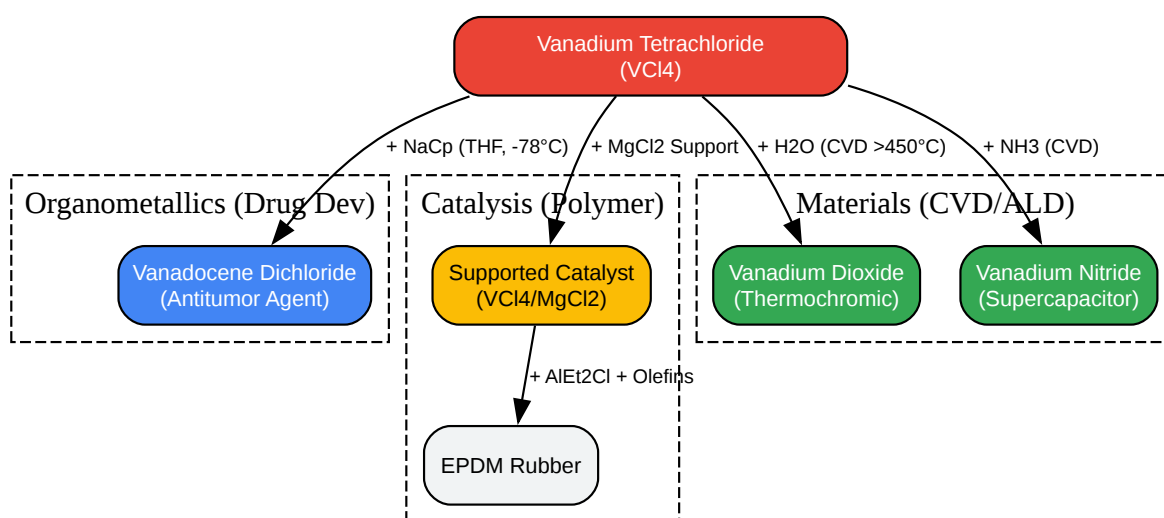 Vanadium Tetrachloride
(VCl4)
+ NaCp (THF, -78°C)
+ MgCl2 Support
+ H2O (CVD >450°C)
+ NH3 (CVD)
Organometallics (Drug Dev)
Catalysis (Polymer)
Materials (CVD/ALD)
Vanadocene Dichloride
(Antitumor Agent)
Supported Catalyst
(VCl4/MgCl2)
Vanadium Dioxide
(Thermochromic)
Vanadium Nitride
(Supercapacitor)
+ AlEt2Cl + Olefins
EPDM Rubber